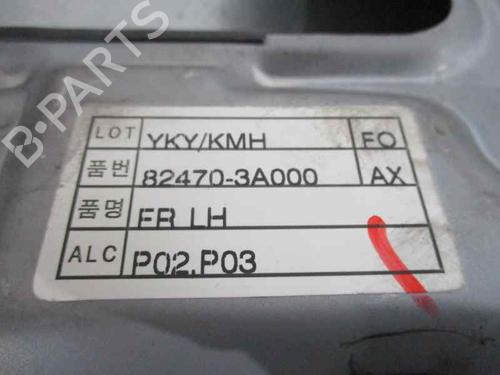 B-PARTS
LOT YKY/KMH FO
품번 82470-3A000 AX
품명 FR LH
ALC P02,P03